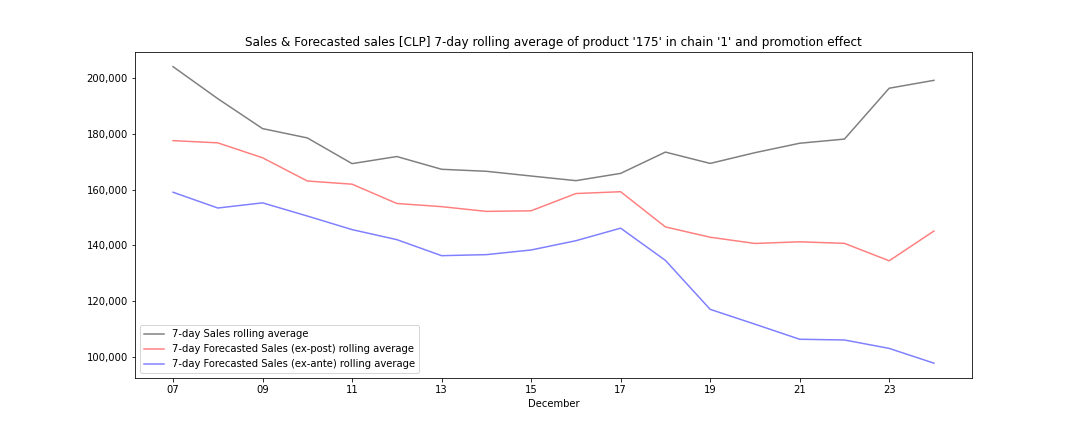 Sales & Forecasted sales [CLP] 7-day rolling average of product '175' in chain '1' and promotion effect
200,000
180,000
160,000
140,000
120,000
100,000
7-day Sales rolling average
7-day Forecasted Sales (ex-post) rolling average
7-day Forecasted Sales (ex-ante) rolling average
07 09 11 13 15 17 19 21 23
December